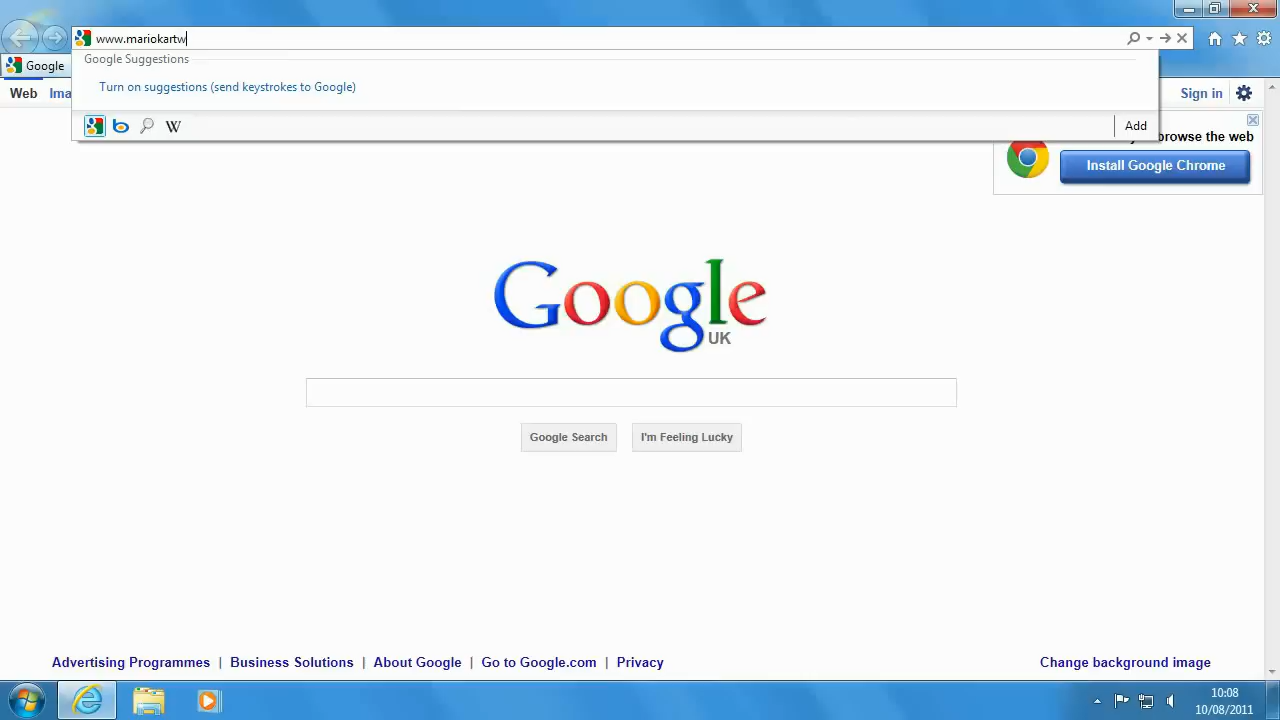 www.mariokartw
Google
Google Suggestions
Turn on suggestions (send keystrokes to Google)
W
Add
Web Ima
Sign in
browse the web
Install Google Chrome
Google
UK
Google Search I'm Feeling Lucky
Advertising Programmes | Business Solutions | About Google | Go to Google.com | Privacy
Change background image
10:08
10/08/2011